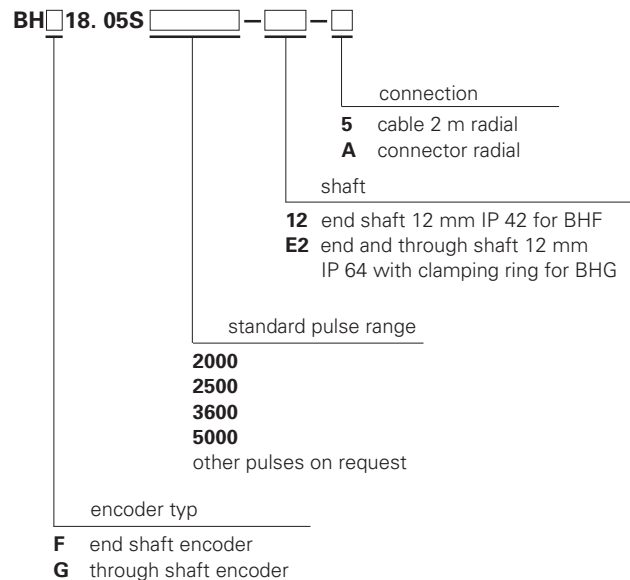 BH 18. 05S – –
connection
5 cable 2 m radial
A connector radial
shaft
12 end shaft 12 mm IP 42 for BHF
E2 end and through shaft 12 mm
IP 64 with clamping ring for BHG
standard pulse range
2000
2500
3600
5000
other pulses on request
encoder typ
F end shaft encoder
G through shaft encoder